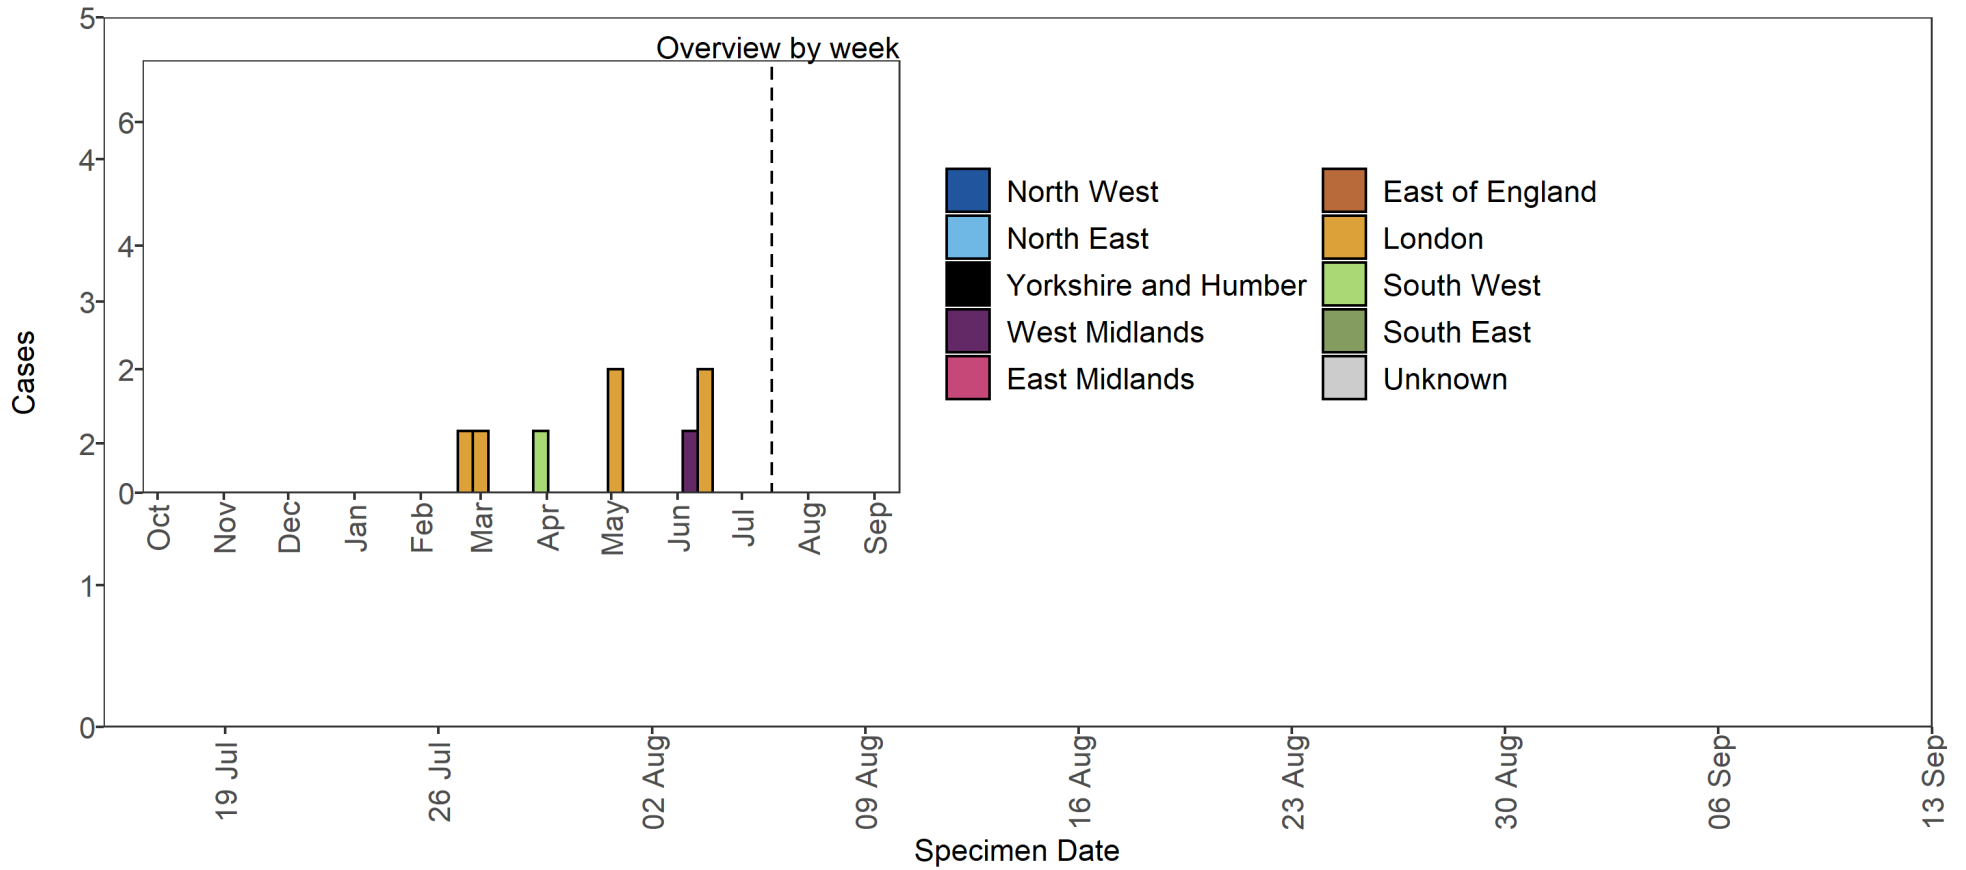 Overview by week
5
4
3
2
1
0
Cases
6
4
2
0
Oct
Nov
Dec
Jan
Feb
Mar
Apr
May
Jun
Jul
Aug
Sep
North West
North East
Yorkshire and Humber
West Midlands
East Midlands
East of England
London
South West
South East
Unknown
19 Jul
26 Jul
02 Aug
09 Aug
16 Aug
23 Aug
30 Aug
06 Sep
13 Sep
Specimen Date